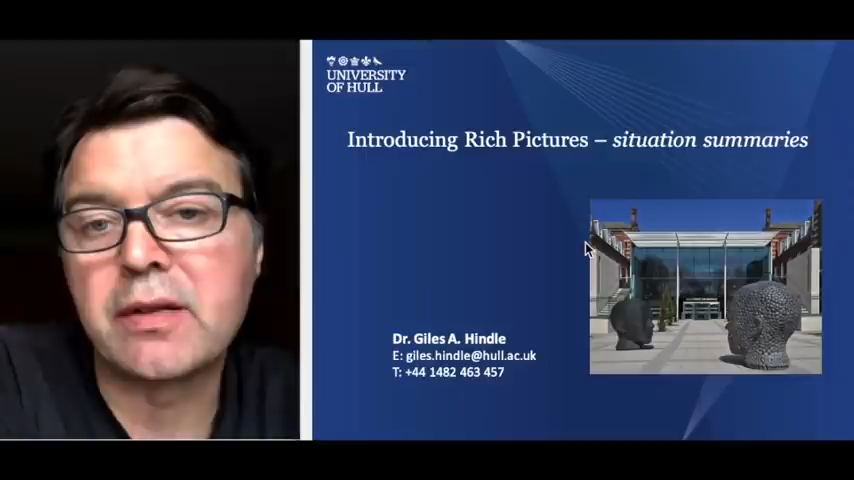 UNIVERSITY
OF HULL
Introducing Rich Pictures – situation summaries
Dr. Giles A. Hindle
E: giles.hindle@hull.ac.uk
T: +44 1482 463 457